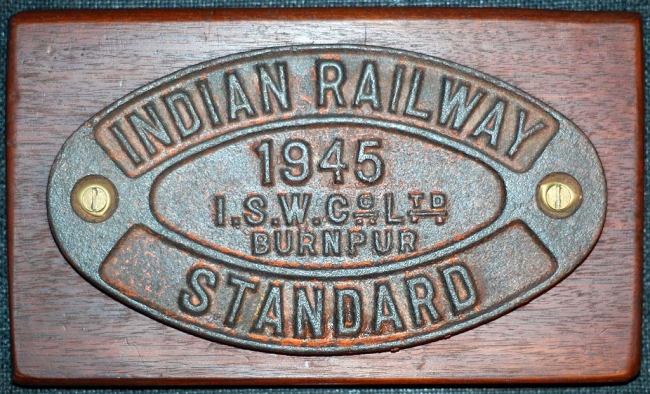 INDIAN RAILWAY
1945
I.S.W.Co LTD
BURNPUR
STANDARD